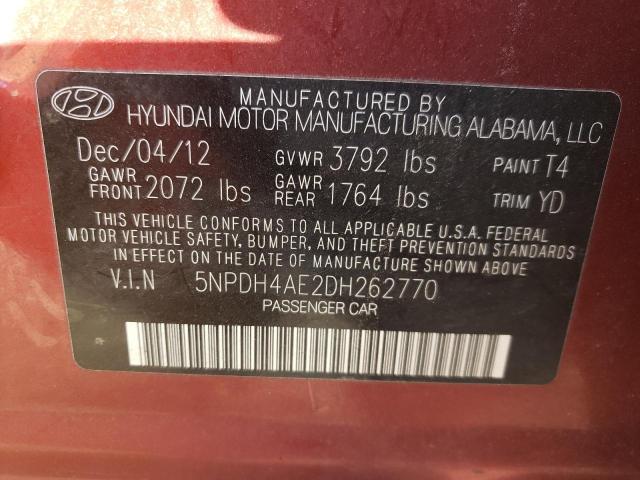 MANUFACTURED BY
HYUNDAI MOTOR MANUFACTURING ALABAMA, LLC
Dec/04/12 GVWR 3792 lbs PAINT T4
GAWR FRONT 2072 lbs GAWR REAR 1764 lbs TRIM YD
THIS VEHICLE CONFORMS TO ALL APPLICABLE U.S.A. FEDERAL
MOTOR VEHICLE SAFETY, BUMPER, AND THEFT PREVENTION STANDARDS
IN EFFECT ON THE DATE OF MANUFACTURE SHOWN ABOVE.
V.I.N 5NPDH4AE2DH262770
PASSENGER CAR